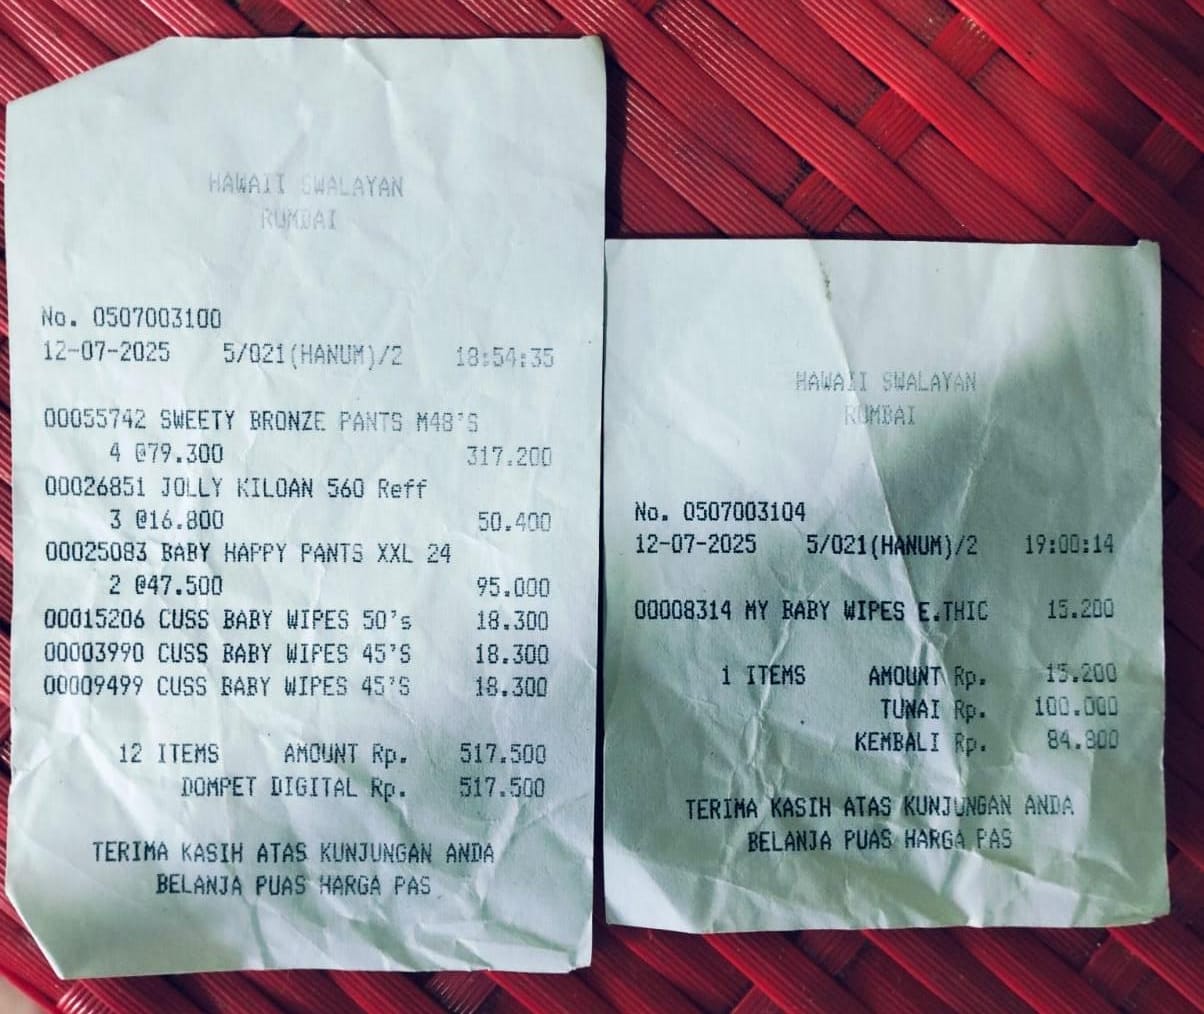 HAWAII SWALAYAN
RUMBAI
No. 0507003100
12-07-2025 5/021(HANUM)/2 18:54:35
00055742 SWEETY BRONZE PANTS M48'S
4 @79.300 317.200
00026851 JOLLY KILOAN 560 Reff
3 @16.800 50.400
00025083 BABY HAPPY PANTS XXL 24
2 @47.500 95.000
00015206 CUSS BABY WIPES 50's 18.300
00003990 CUSS BABY WIPES 45'S 18.300
00009499 CUSS BABY WIPES 45'S 18.300
12 ITEMS AMOUNT Rp. 517.500
DOMPET DIGITAL Rp. 517.500
TERIMA KASIH ATAS KUNJUNGAN ANDA
BELANJA PUAS HARGA PAS
HAWAII SWALAYAN
RUMBAI
No. 0507003104
12-07-2025 5/021(HANUM)/2 19:00:14
00008314 MY BABY WIPES E.THIC 15.200
1 ITEMS AMOUNT Rp. 15.200
TUNAI Rp. 100.000
KEMBALI Rp. 84.800
TERIMA KASIH ATAS KUNJUNGAN ANDA
BELANJA PUAS HARGA PAS